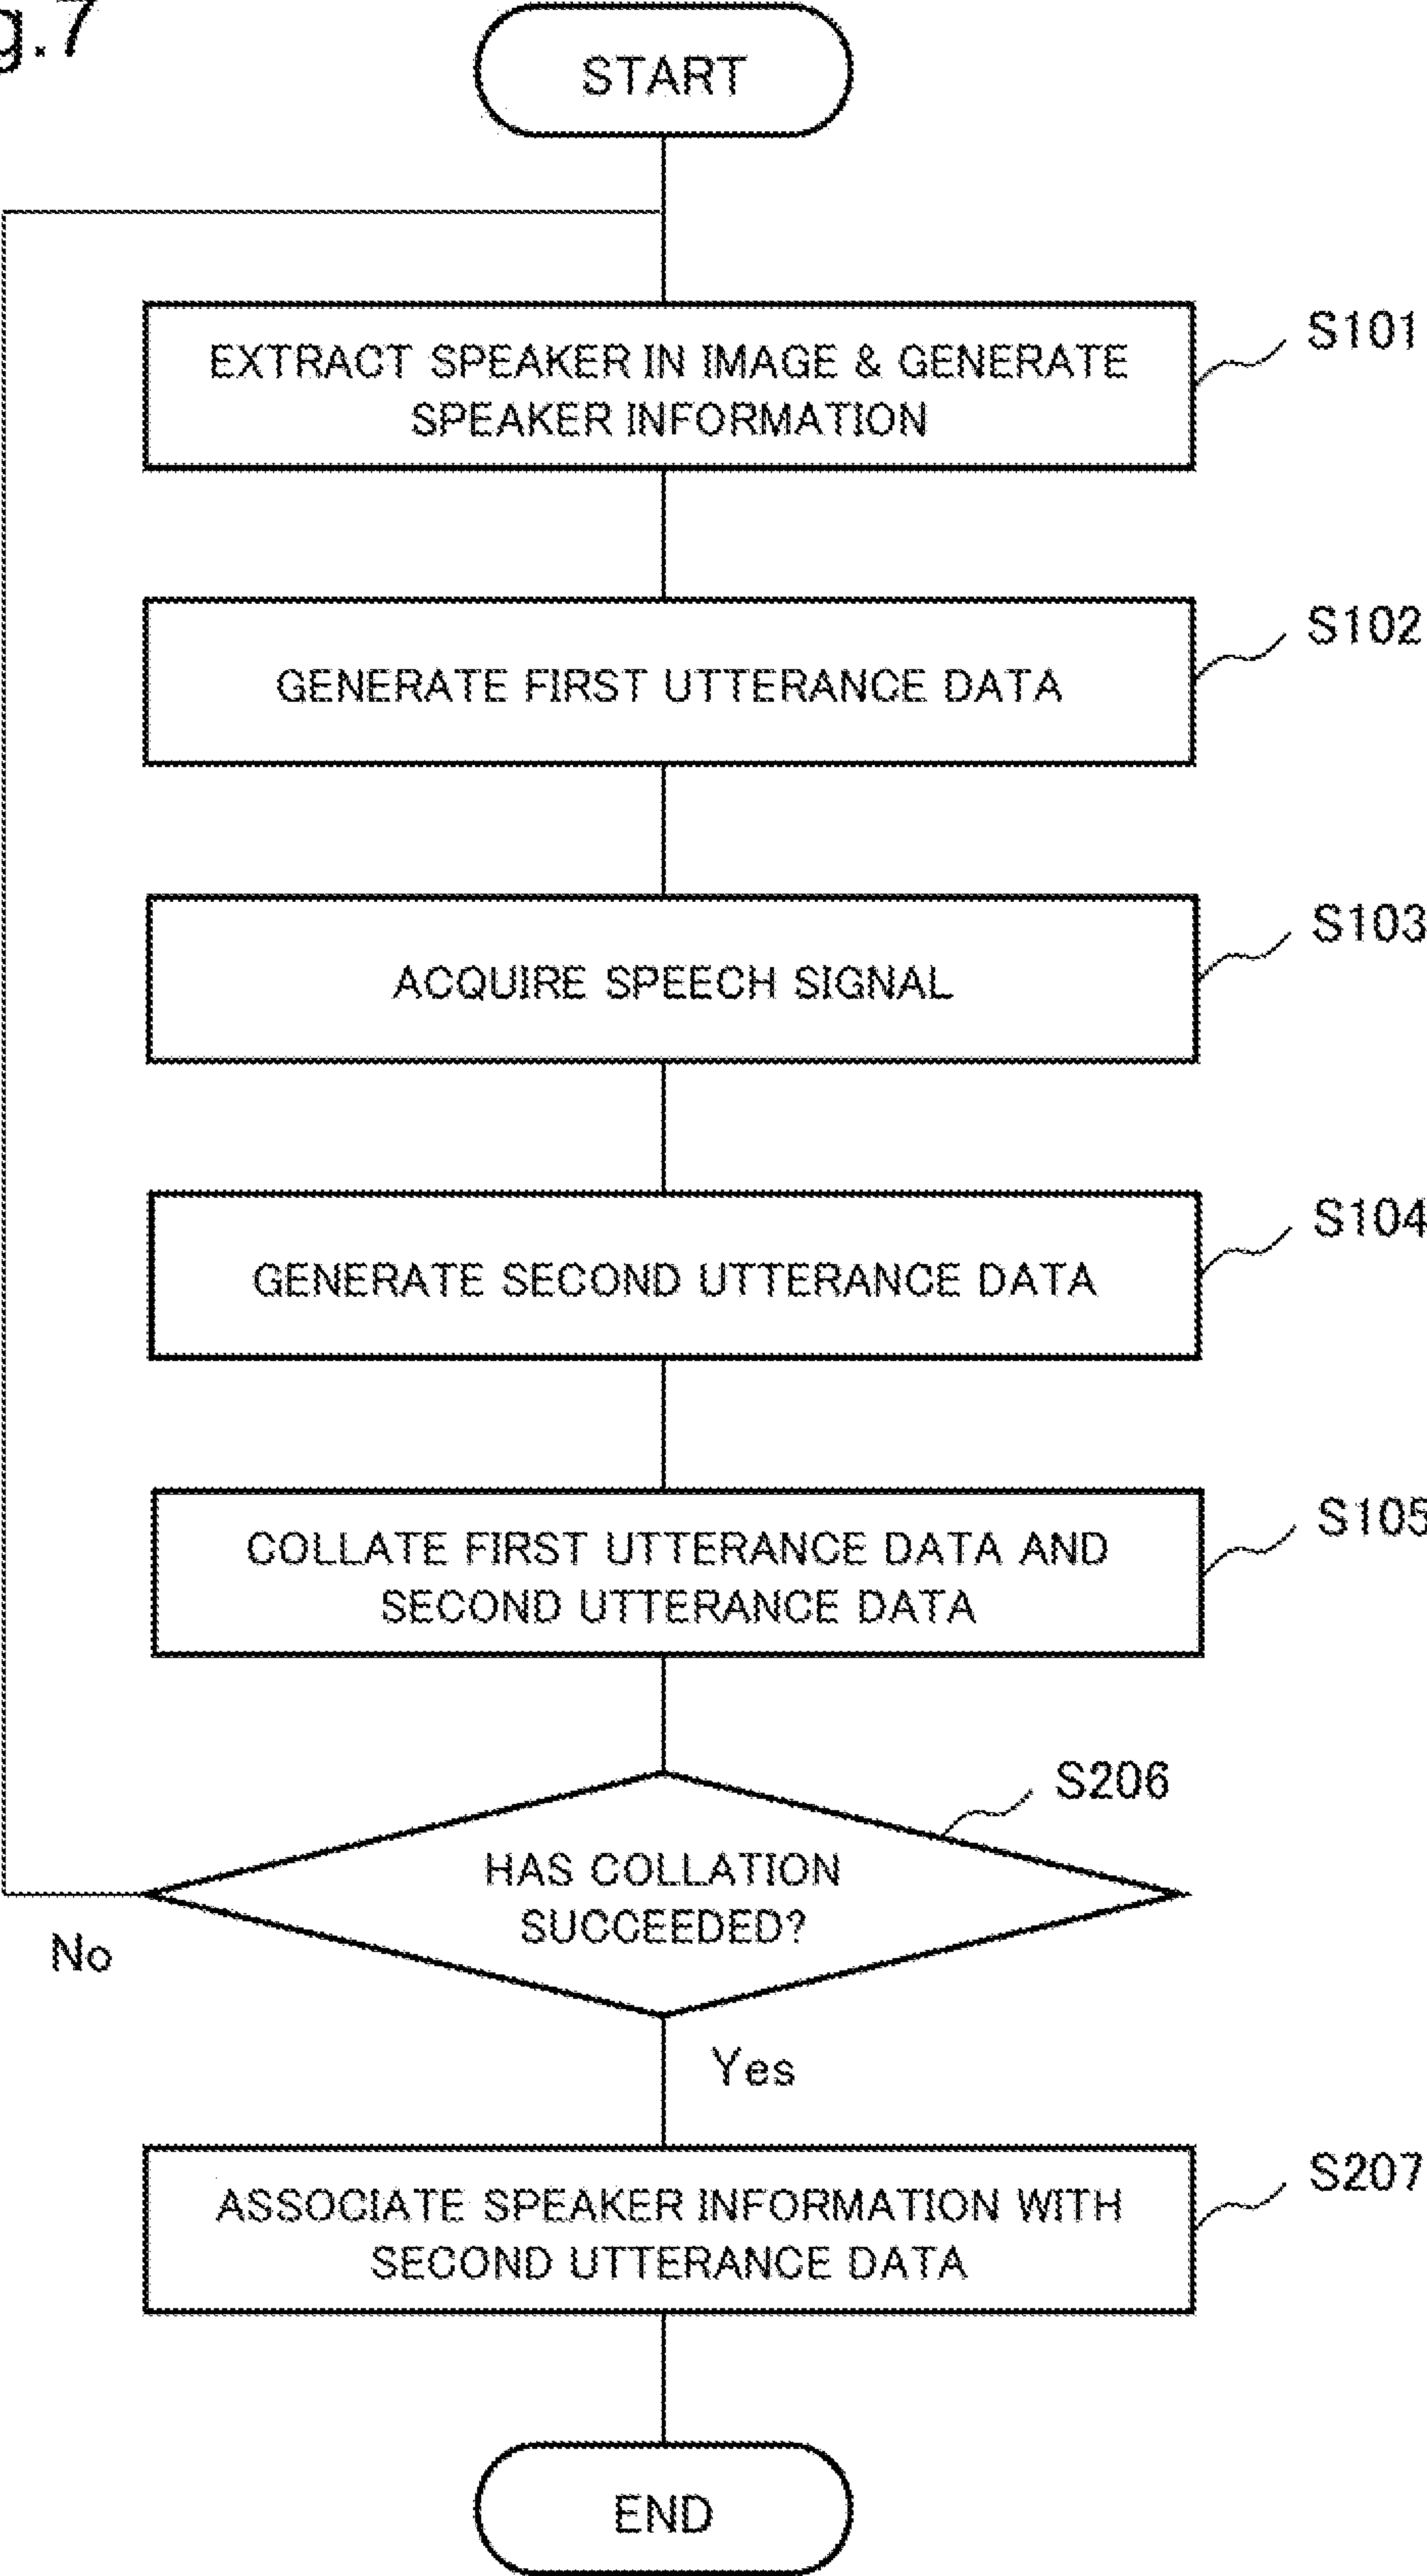 g.7
START
EXTRACT SPEAKER IN IMAGE & GENERATE
SPEAKER INFORMATION
S101
GENERATE FIRST UTTERANCE DATA
S102
ACQUIRE SPEECH SIGNAL
S103
GENERATE SECOND UTTERANCE DATA
S104
COLLATE FIRST UTTERANCE DATA AND
SECOND UTTERANCE DATA
S105
HAS COLLATION
SUCCEEDED?
S206
No
Yes
ASSOCIATE SPEAKER INFORMATION WITH
SECOND UTTERANCE DATA
S207
END